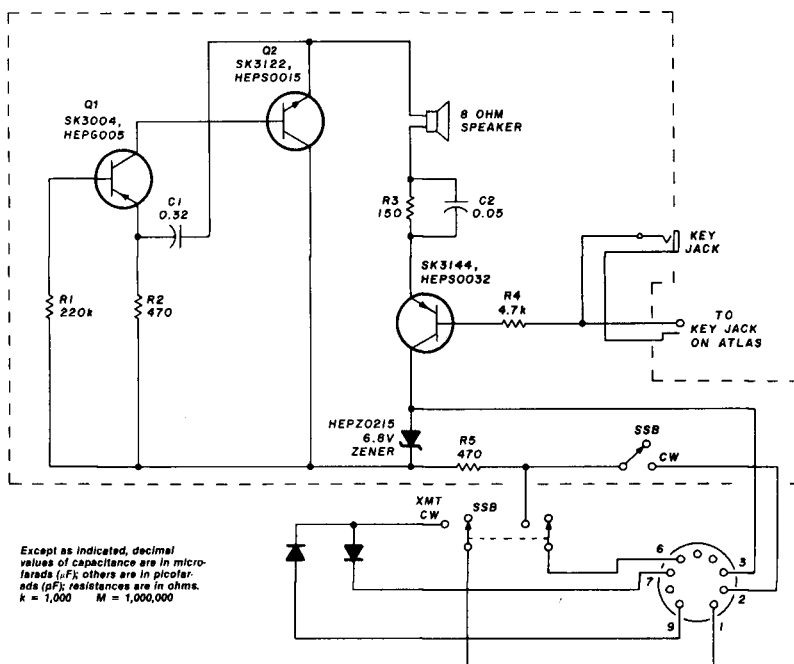 Q2
SK3122,
HEPS0015
Q1
SK3004,
HEPG005
8 OHM
SPEAKER
C1
0.32
R3
150
C2
0.05
KEY
JACK
SK3144,
HEPS0032
R4
4.7k
R1
220k
R2
470
TO
KEY JACK
ON ATLAS
HEPZ0215
6.8V
ZENER
R5
470
SSB
CW
XMT
CW
SSB
6
3
7
2
9
1
Except as indicated, decimal
values of capacitance are in micro-
farads (μF); others are in picofar-
ads (pF); resistances are in ohms.
k = 1,000 M = 1,000,000